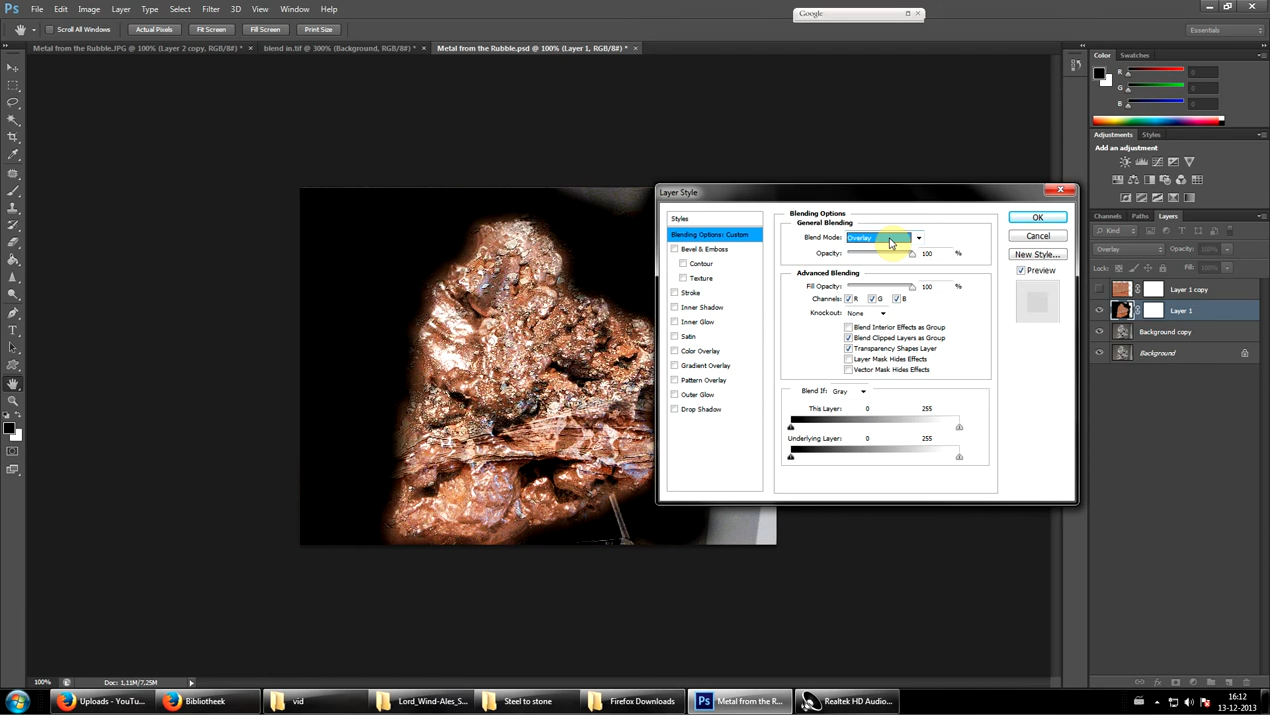 Ps File Edit Image Layer Type Select Filter 3D View Window Help
Google
Scroll All Windows Actual Pixels Fit Screen Fill Screen Print Size
Essentials
Metal from the Rubble.JPG @ 100% (Layer 2 copy, RGB/8#) * × blend in.tif @ 300% (Background, RGB/8#) * × Metal from the Rubble.psd @ 100% (Layer 1, RGB/8#) * ×
Color Swatches
R 0
G 0
B 0
Adjustments Styles
Add an adjustment
Channels Paths Layers
Kind
Overlay Opacity: 100%
Lock: Fill: 100%
Layer 1 copy
Layer 1
Background copy
Background
Layer Style
Styles
Blending Options: Custom
Bevel & Emboss
Contour
Texture
Stroke
Inner Shadow
Inner Glow
Satin
Color Overlay
Gradient Overlay
Pattern Overlay
Outer Glow
Drop Shadow
Blending Options
General Blending
Blend Mode: Overlay
Opacity: 100 %
Advanced Blending
Fill Opacity: 100 %
Channels: R G B
Knockout: None
Blend Interior Effects as Group
Blend Clipped Layers as Group
Transparency Shapes Layer
Layer Mask Hides Effects
Vector Mask Hides Effects
Blend If: Gray
This Layer: 0 255
Underlying Layer: 0 255
OK
Cancel
New Style...
Preview
100% Doc: 1,11M/7,25M
Uploads - YouTu... Bibliotheek vid Lord_Wind-Ales_S... Steel to stone Firefox Downloads Ps Metal from the R... Realtek HD Audio...
16:12
13-12-2013